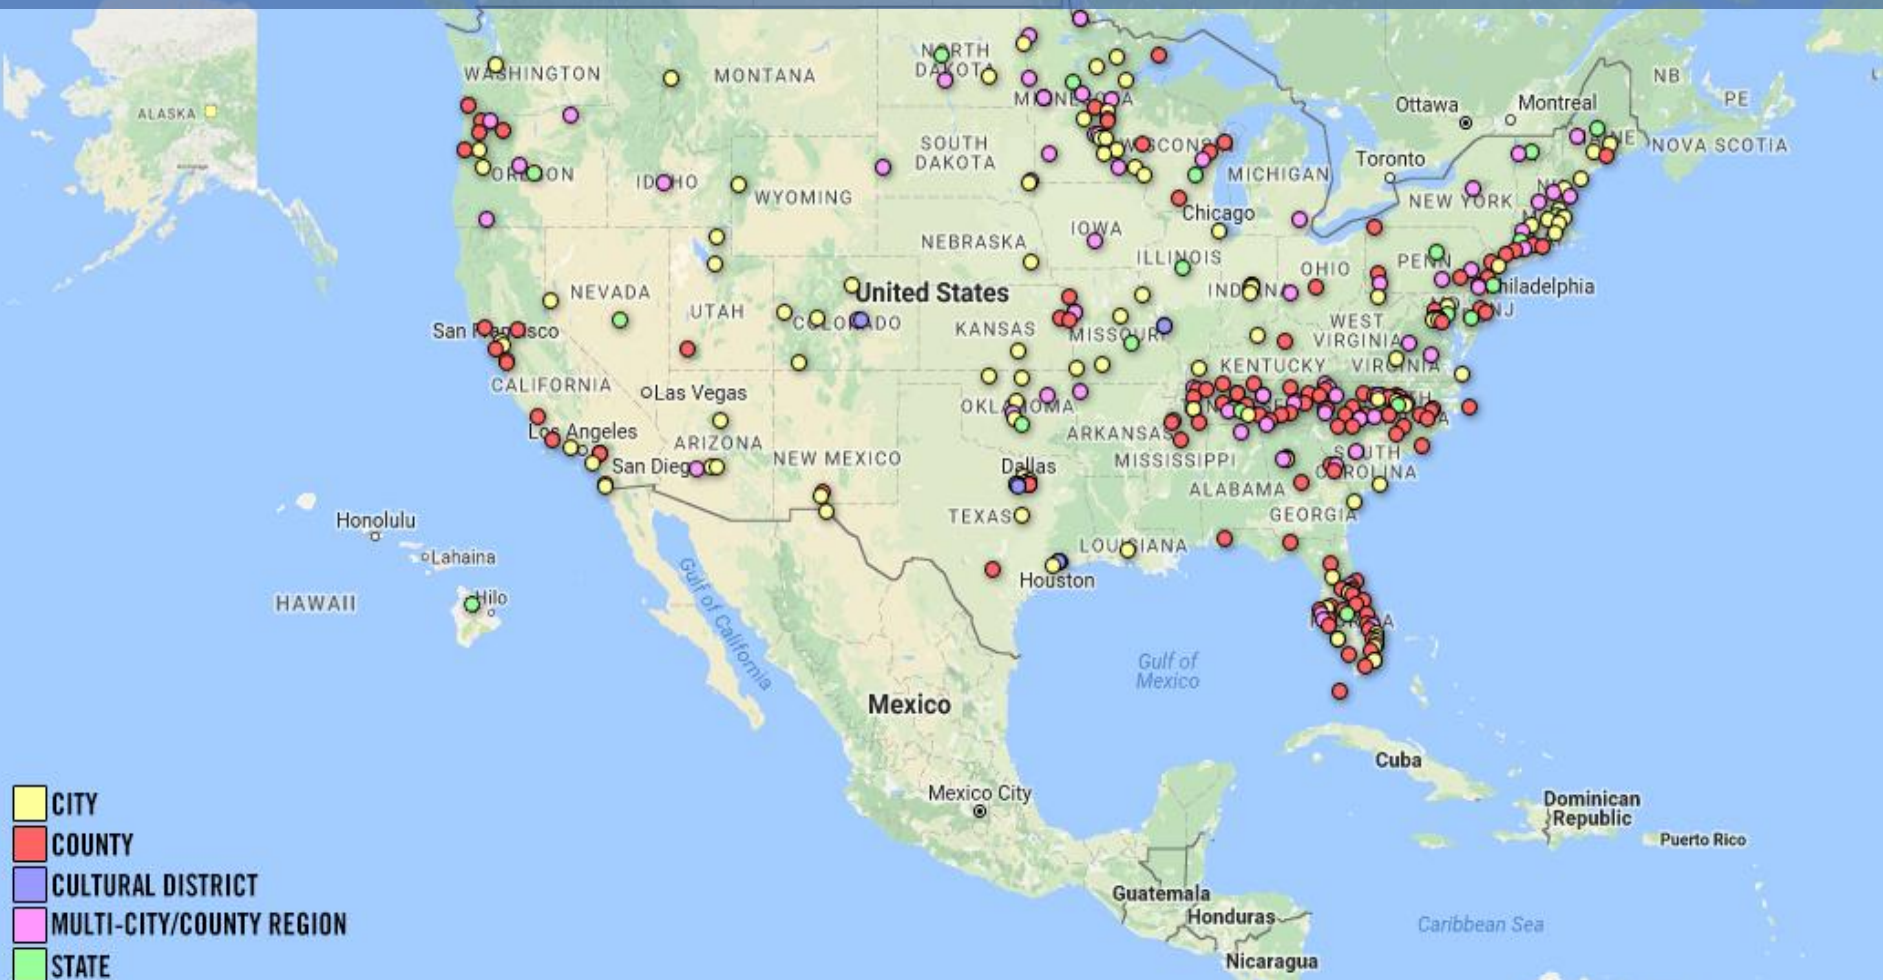 NORTH
DAKOTA
WASHINGTON
MONTANA
NB
PE
ALASKA
Ottawa
Montreal
MINNESOTA
SOUTH
DAKOTA
WISCONSIN
NOVA SCOTIA
Toronto
OREGON
IDAHO
WYOMING
MICHIGAN
NEW YORK
Chicago
IOWA
NEBRASKA
ILLINOIS
OHIO
PENN
United States
NEVADA
UTAH
COLORADO
INDIANA
Philadelphia
MD
NJ
San Francisco
KANSAS
MISSOURI
WEST
VIRGINIA
KENTUCKY
VIRGINIA
CALIFORNIA
Las Vegas
OKLAHOMA
Los Angeles
ARIZONA
ARKANSAS
San Diego
NEW MEXICO
Dallas
MISSISSIPPI
SOUTH
CAROLINA
ALABAMA
TEXAS
GEORGIA
Honolulu
LOUISIANA
Lahaina
Houston
HAWAII
Hilo
Gulf of California
FLORIDA
Gulf of
Mexico
Mexico
Cuba
Mexico City
Dominican
Republic
Puerto Rico
Guatemala
Honduras
Caribbean Sea
Nicaragua
CITY
COUNTY
CULTURAL DISTRICT
MULTI-CITY/COUNTY REGION
STATE